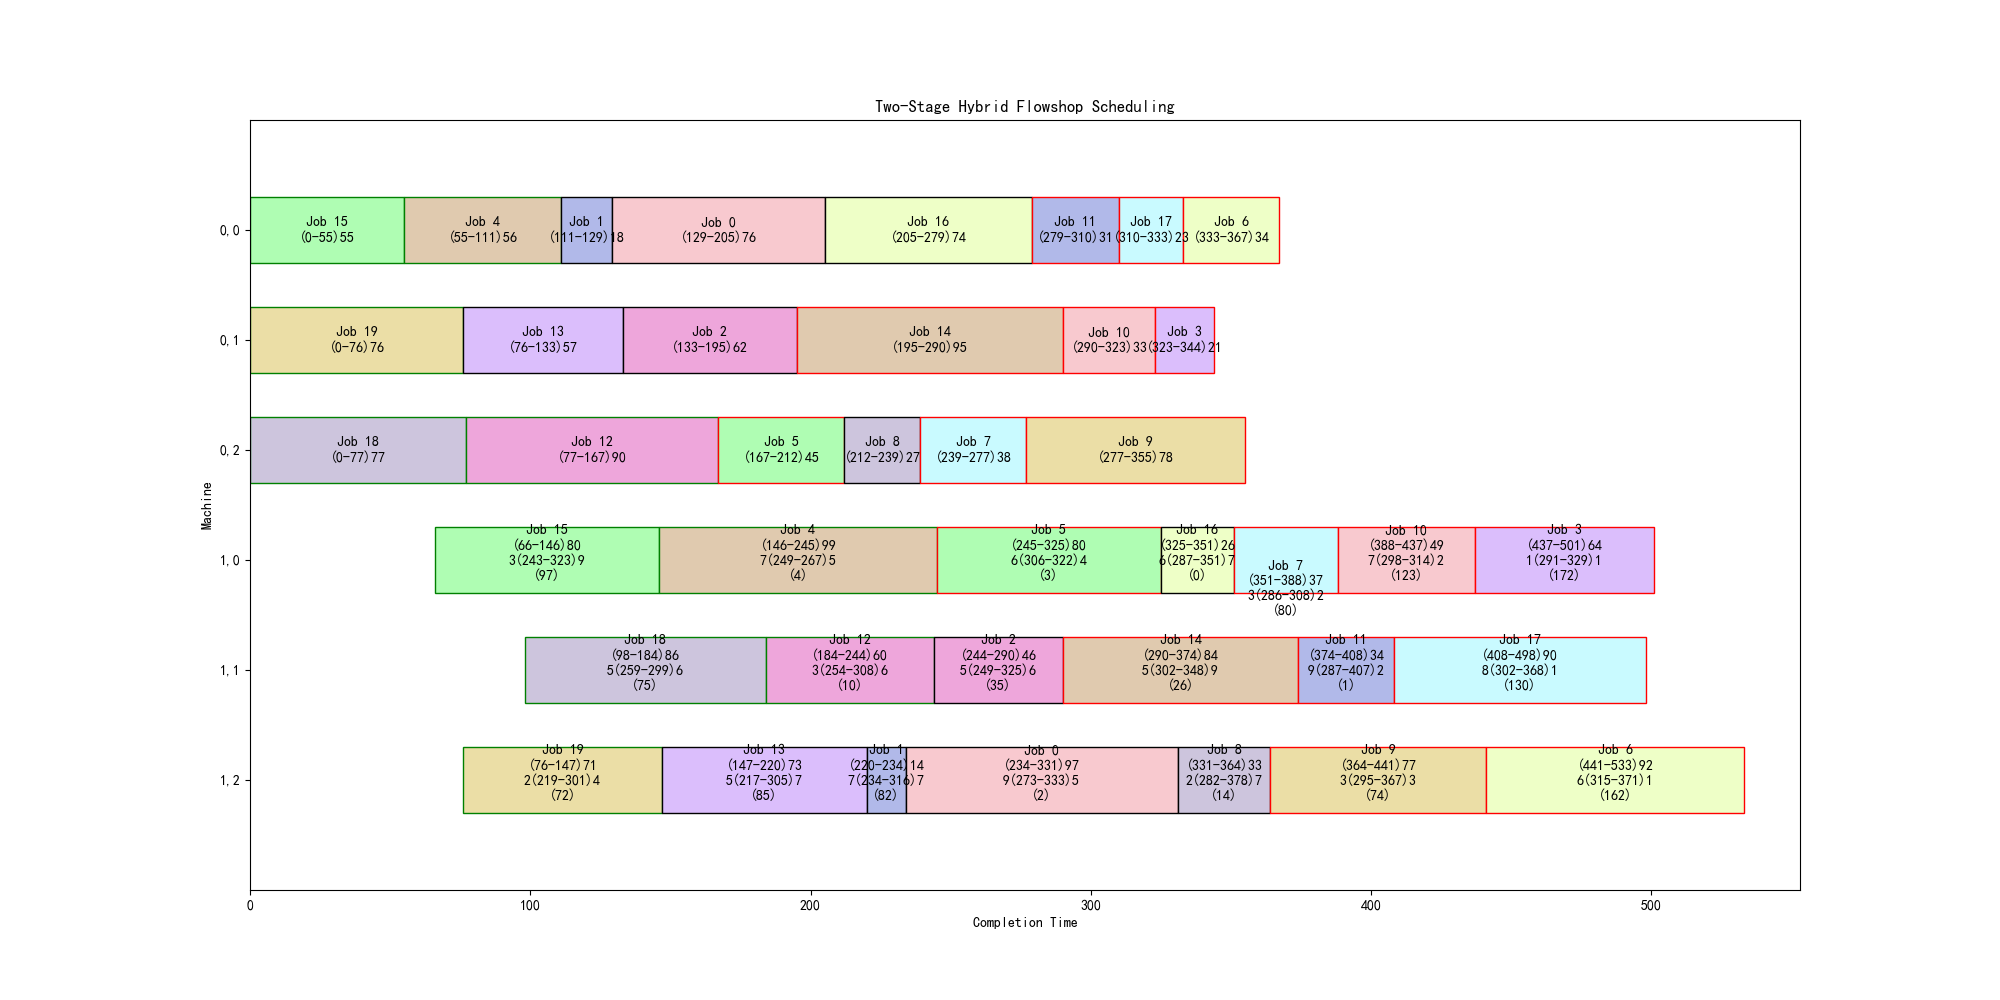 Two-Stage Hybrid Flowshop Scheduling
Machine
0,0
Job 15
(0-55)55
Job 4
(55-111)56
Job 1
(111-129)18
Job 0
(129-205)76
Job 16
(205-279)74
Job 11
(279-310)31
Job 17
(310-333)23
Job 6
(333-367)34
0,1
Job 19
(0-76)76
Job 13
(76-133)57
Job 2
(133-195)62
Job 14
(195-290)95
Job 10
(290-323)33
Job 3
(323-344)21
0,2
Job 18
(0-77)77
Job 12
(77-167)90
Job 5
(167-212)45
Job 8
(212-239)27
Job 7
(239-277)38
Job 9
(277-355)78
1,0
Job 15
(66-146)80
3(243-323)9
(97)
Job 4
(146-245)99
7(249-267)5
(4)
Job 5
(245-325)80
6(306-322)4
(3)
Job 16
(325-351)26
6(287-351)7
(0)
Job 7
(351-388)37
3(286-308)2
(80)
Job 10
(388-437)49
7(298-314)2
(123)
Job 3
(437-501)64
1(291-329)1
(172)
1,1
Job 18
(98-184)86
5(259-299)6
(75)
Job 12
(184-244)60
3(254-308)6
(10)
Job 2
(244-290)46
5(249-325)6
(35)
Job 14
(290-374)84
5(302-348)9
(26)
Job 11
(374-408)34
9(287-407)2
(1)
Job 17
(408-498)90
8(302-368)1
(130)
1,2
Job 19
(76-147)71
2(219-301)4
(72)
Job 13
(147-220)73
5(217-305)7
(85)
Job 1
(220-234)14
7(234-316)7
(82)
Job 0
(234-331)97
9(273-333)5
(2)
Job 8
(331-364)33
2(282-378)7
(14)
Job 9
(364-441)77
3(295-367)3
(74)
Job 6
(441-533)92
6(315-371)1
(162)
0
100
200
300
400
500
Completion Time